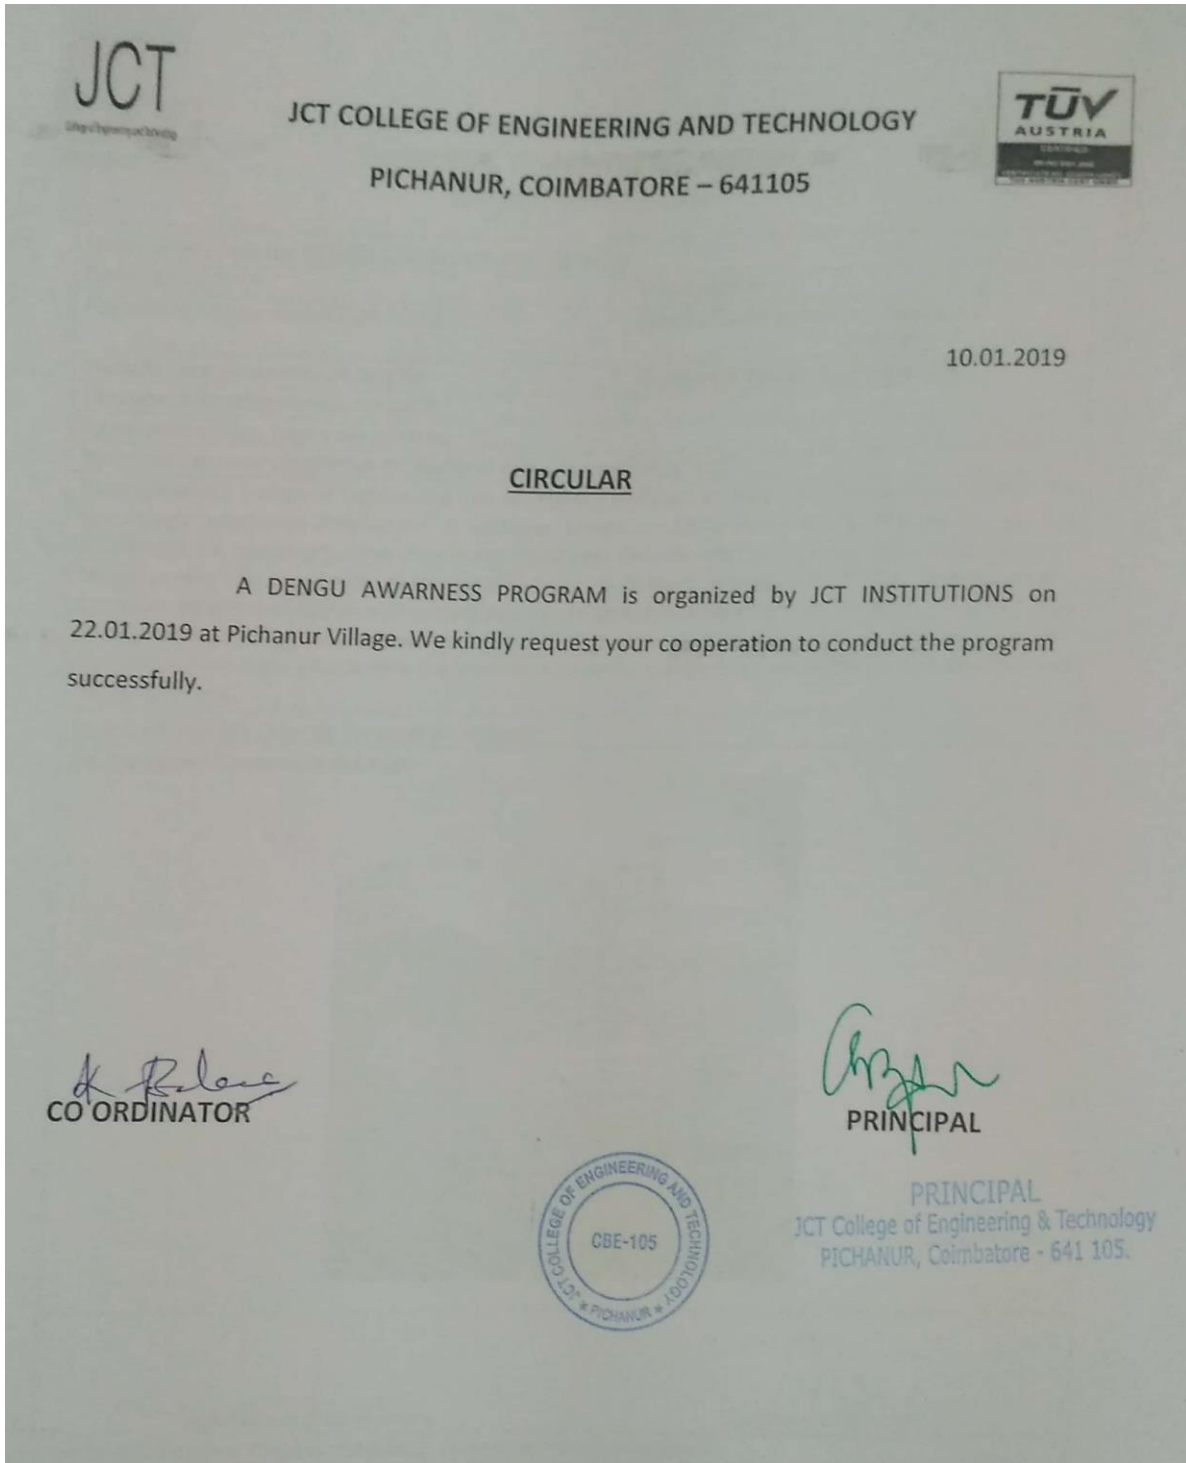 JCT
JCT COLLEGE OF ENGINEERING AND TECHNOLOGY
PICHANUR, COIMBATORE – 641105
TÜV
AUSTRIA
10.01.2019
CIRCULAR
A DENGU AWARNESS PROGRAM is organized by JCT INSTITUTIONS on
22.01.2019 at Pichanur Village. We kindly request your co operation to conduct the program
successfully.
CO ORDINATOR
PRINCIPAL
JCT COLLEGE OF ENGINEERING AND TECHNOLOGY
CBE-105
* PICHANUR *
PRINCIPAL
JCT College of Engineering & Technology
PICHANUR, Coimbatore - 641 105.